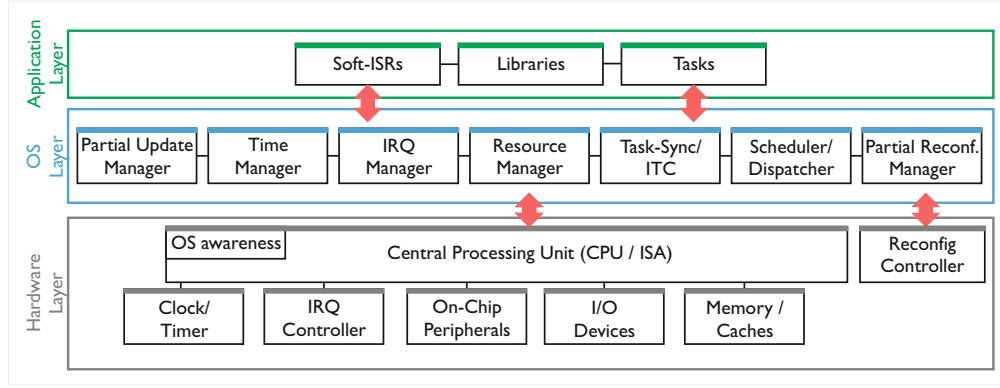 Application
Layer
Soft-ISRs
Libraries
Tasks
OS
Layer
Partial Update
Manager
Time
Manager
IRQ
Manager
Resource
Manager
Task-Sync/
ITC
Scheduler/
Dispatcher
Partial Reconf.
Manager
Hardware
Layer
OS awareness
Central Processing Unit (CPU / ISA)
Reconfig
Controller
Clock/
Timer
IRQ
Controller
On-Chip
Peripherals
I/O
Devices
Memory /
Caches